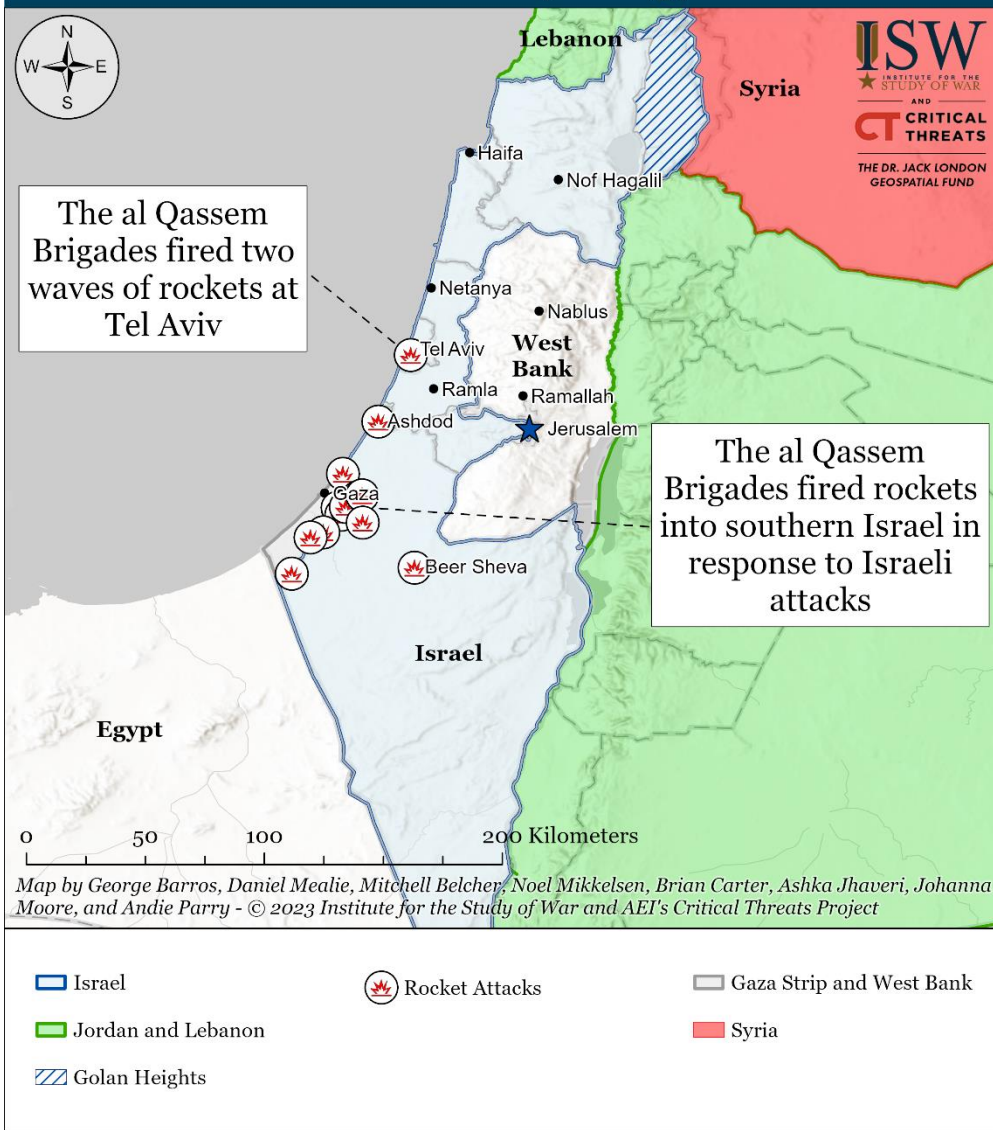 N
W E
S
Lebanon
Syria
ISW
INSTITUTE FOR THE
STUDY OF WAR
AND
CT CRITICAL
THREATS
THE DR. JACK LONDON
GEOSPATIAL FUND
Haifa
Nof Hagalil
The al Qassem
Brigades fired two
waves of rockets at
Tel Aviv
Netanya
Nablus
West
Bank
Tel Aviv
Ramla
Ramallah
Ashdod
Jerusalem
The al Qassem
Brigades fired rockets
into southern Israel in
response to Israeli
attacks
Gaza
Beer Sheva
Israel
Egypt
0 50 100 200 Kilometers
Map by George Barros, Daniel Mealie, Mitchell Belcher, Noel Mikkelsen, Brian Carter, Ashka Jhaveri, Johanna
Moore, and Andie Parry - © 2023 Institute for the Study of War and AEI's Critical Threats Project
Israel
Rocket Attacks
Gaza Strip and West Bank
Jordan and Lebanon
Syria
Golan Heights